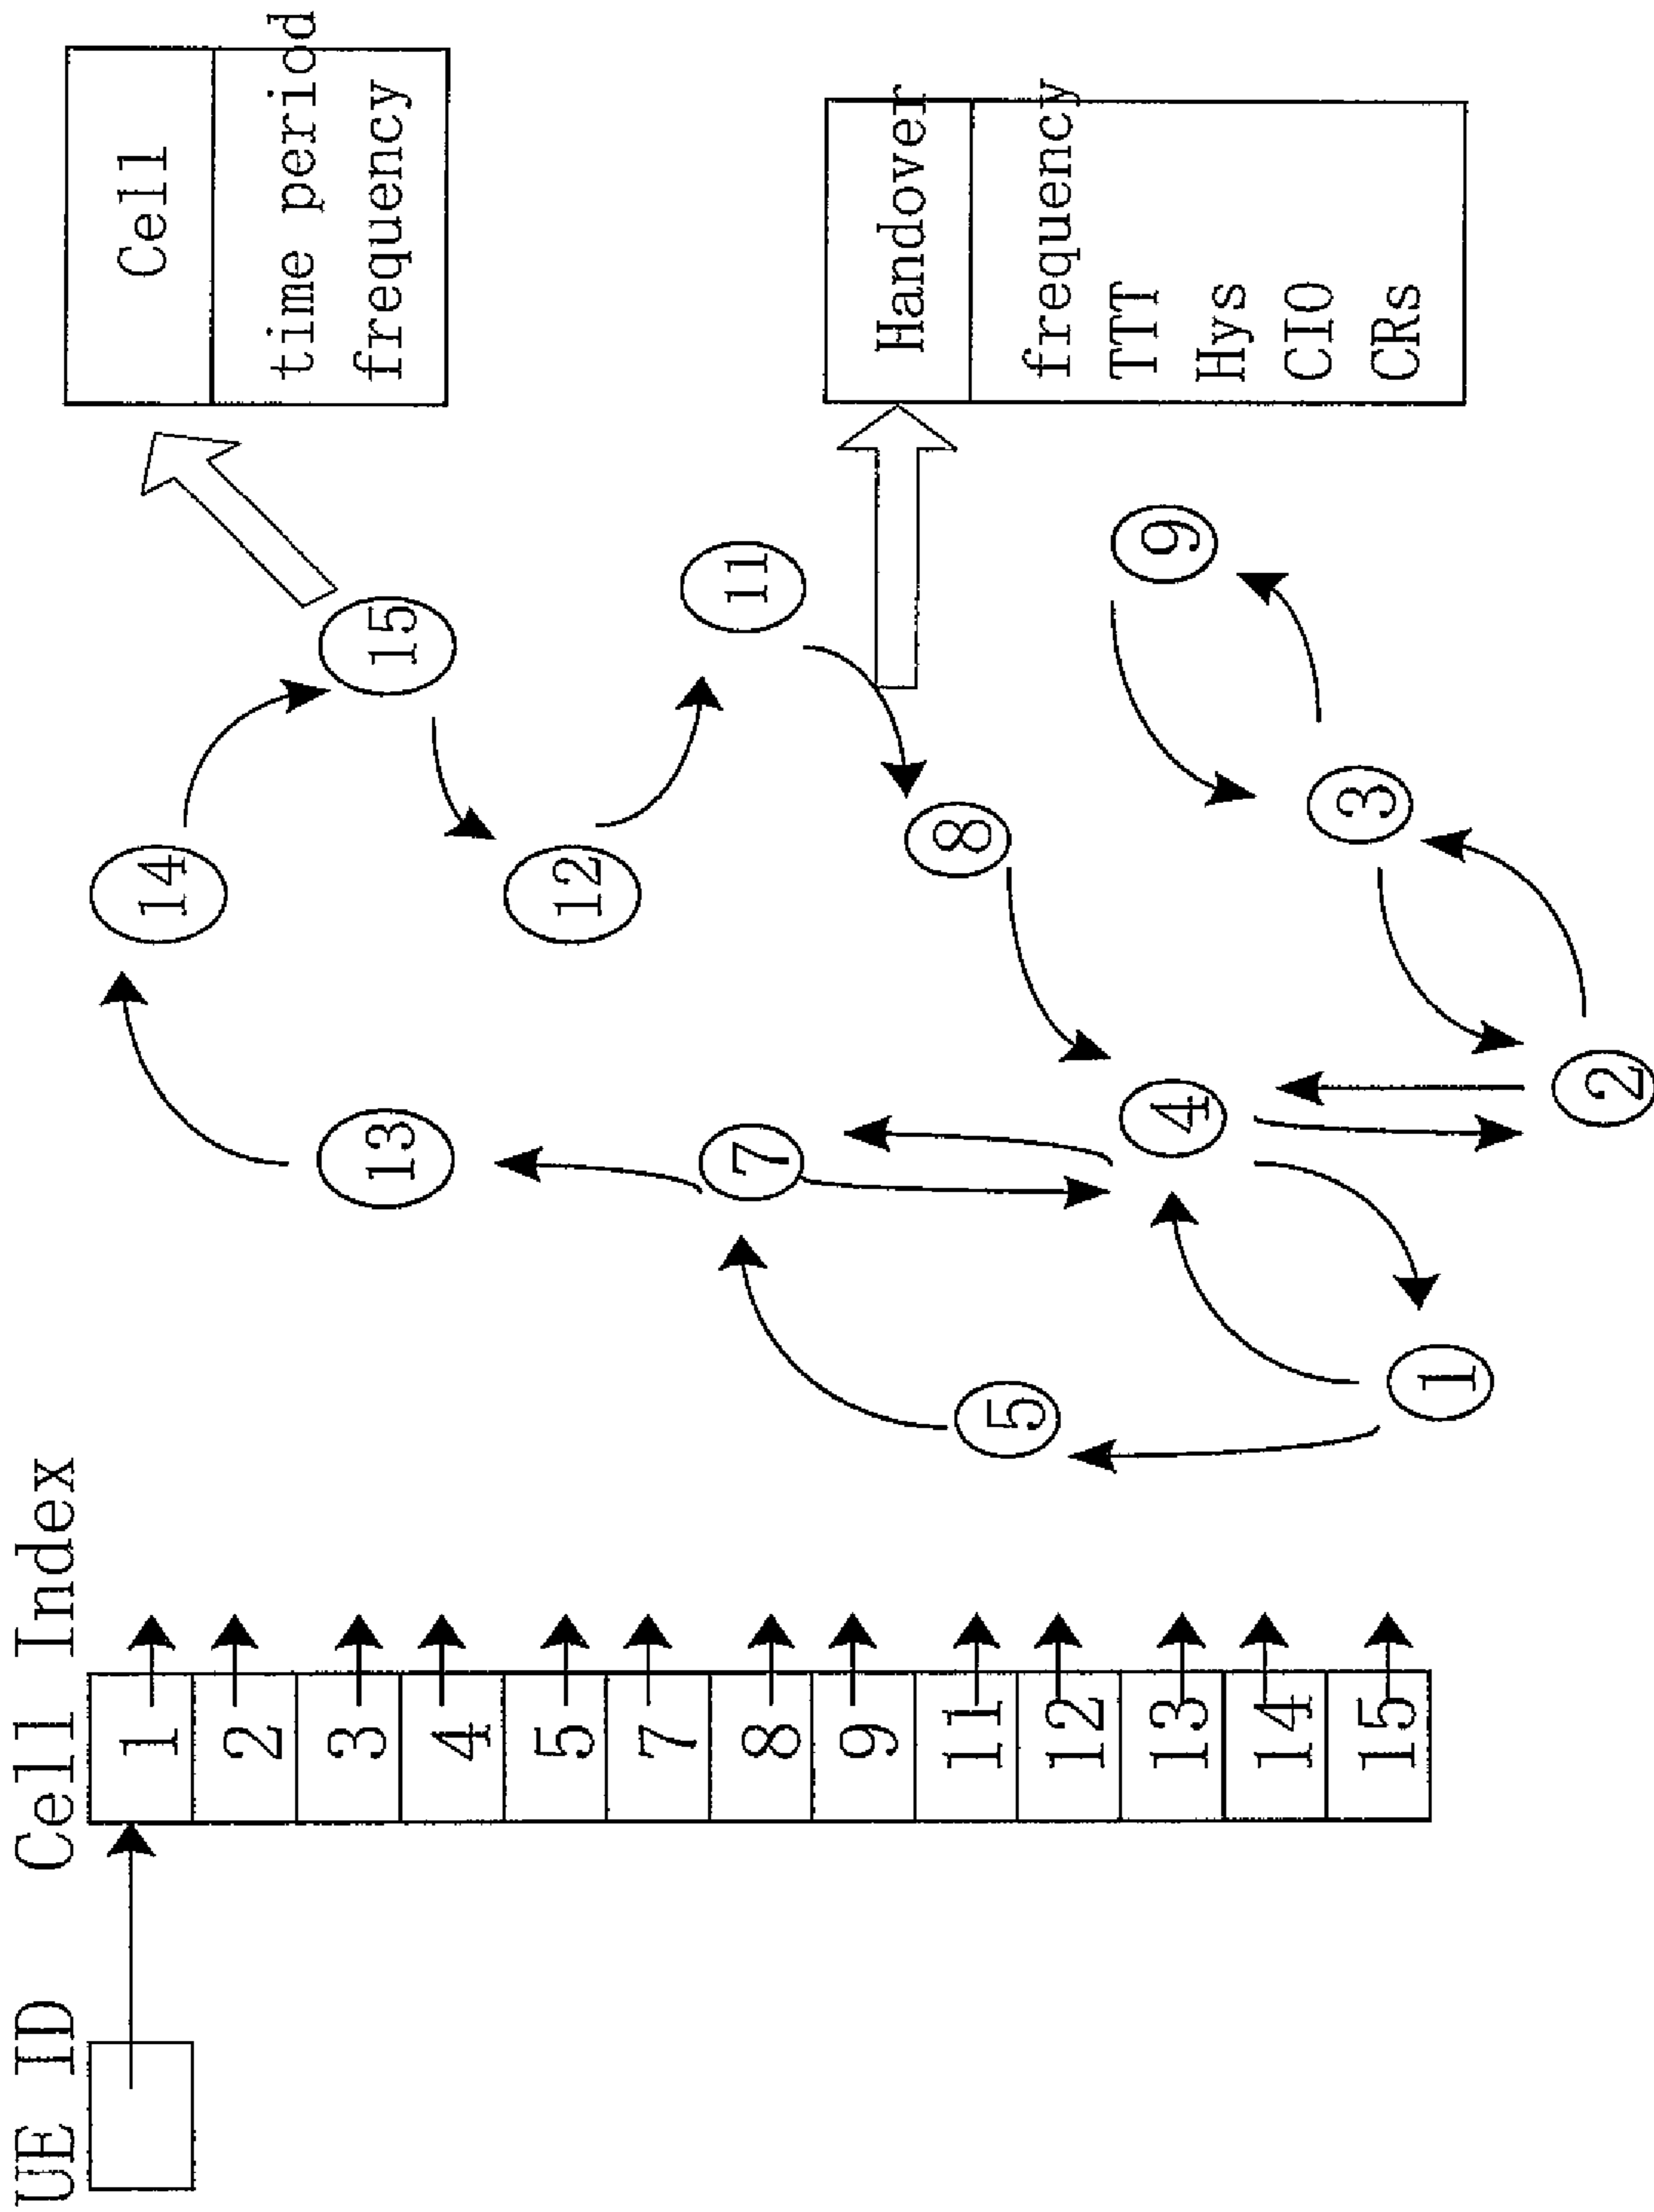 UE ID
Cell Index
1
2
3
4
5
7
8
9
11
12
13
14
15
14
13
15
12
7
11
5
8
4
9
1
3
2
Cell
time period
frequency
Handover
frequency
TTT
Hys
CIO
CRs